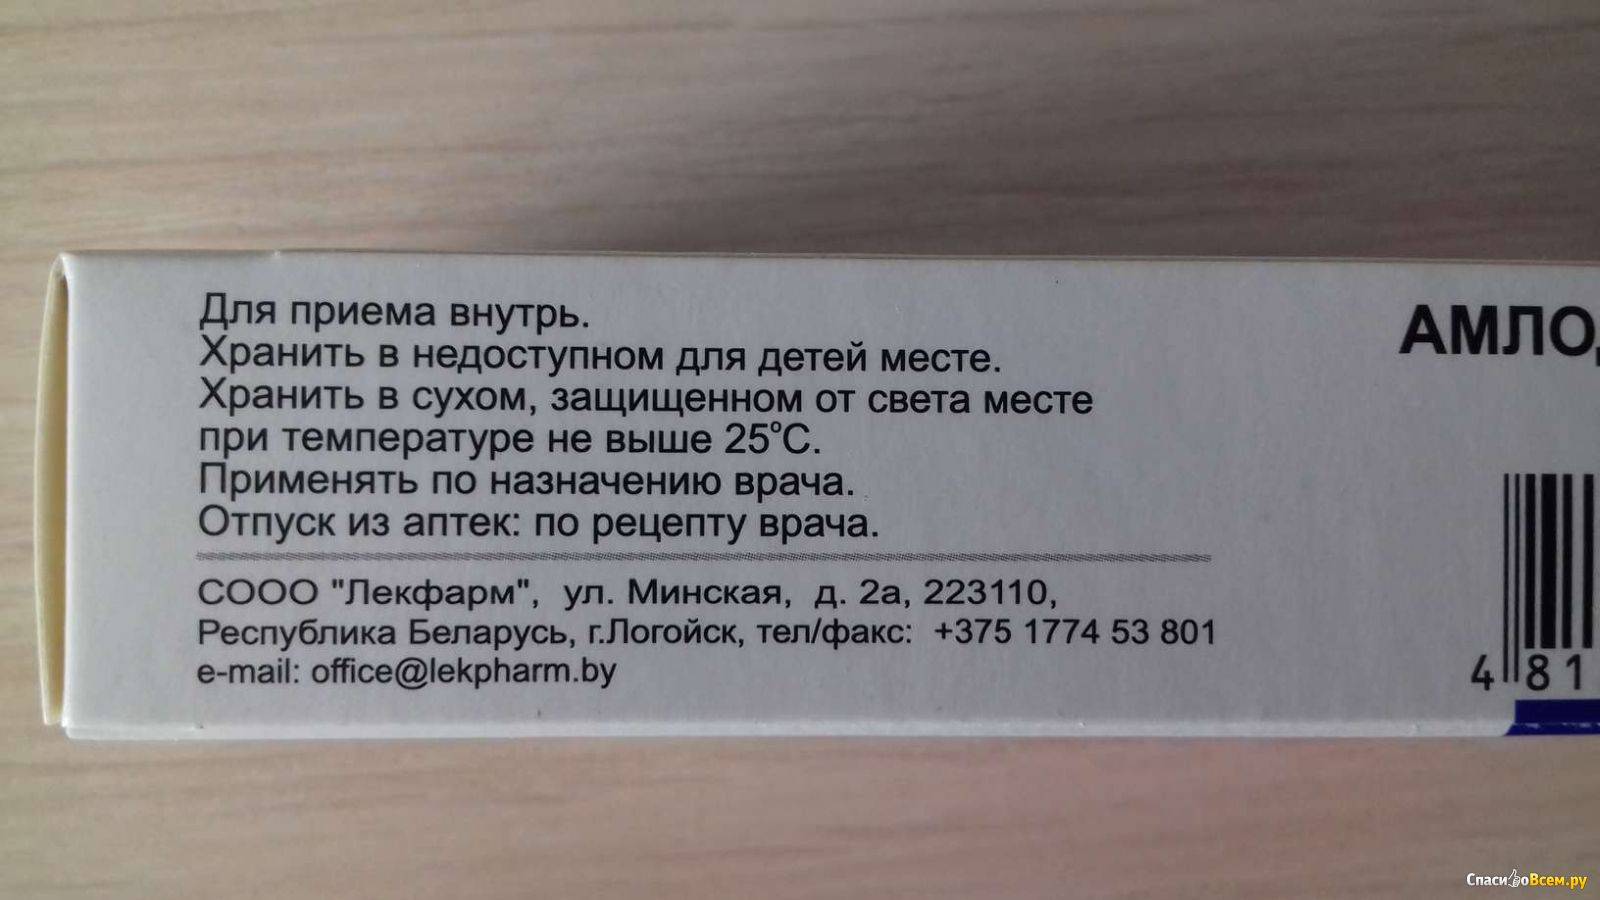 Для приема внутрь.
Хранить в недоступном для детей месте.
Хранить в сухом, защищенном от света месте
при температуре не выше 25°С.
Применять по назначению врача.
Отпуск из аптек: по рецепту врача.
СООО "Лекфарм", ул. Минская, д. 2а, 223110,
Республика Беларусь, г.Логойск, тел/факс: +375 1774 53 801
e-mail: office@lekpharm.by
АМЛО
4 81
СпасибоВсем.ру